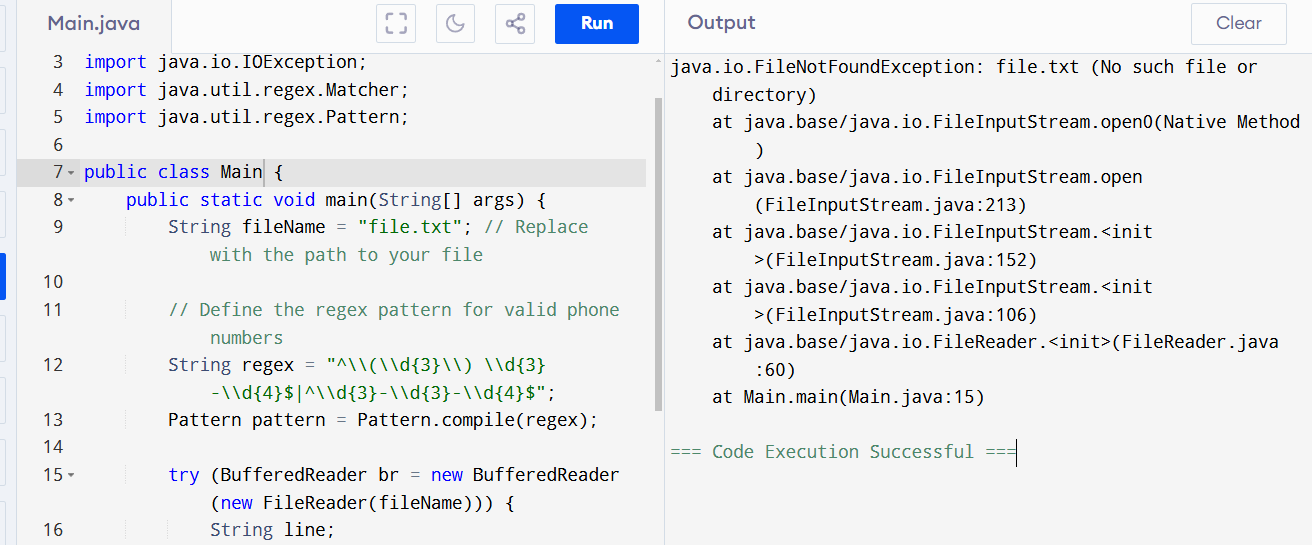 Main.java
Run
3 import java.io.IOException;
4 import java.util.regex.Matcher;
5 import java.util.regex.Pattern;
6
7 public class Main {
8 public static void main(String[] args) {
9 String fileName = "file.txt"; // Replace
with the path to your file
10
11 // Define the regex pattern for valid phone
numbers
12 String regex = "^\\(\\d{3}\\) \\d{3}
-\\d{4}$|^\\d{3}-\\d{3}-\\d{4}$";
13 Pattern pattern = Pattern.compile(regex);
14
15 try (BufferedReader br = new BufferedReader
(new FileReader(fileName))) {
16 String line;
Output
Clear
java.io.FileNotFoundException: file.txt (No such file or
directory)
at java.base/java.io.FileInputStream.open0(Native Method
)
at java.base/java.io.FileInputStream.open
(FileInputStream.java:213)
at java.base/java.io.FileInputStream.<init
>(FileInputStream.java:152)
at java.base/java.io.FileInputStream.<init
>(FileInputStream.java:106)
at java.base/java.io.FileReader.<init>(FileReader.java
:60)
at Main.main(Main.java:15)
=== Code Execution Successful ===